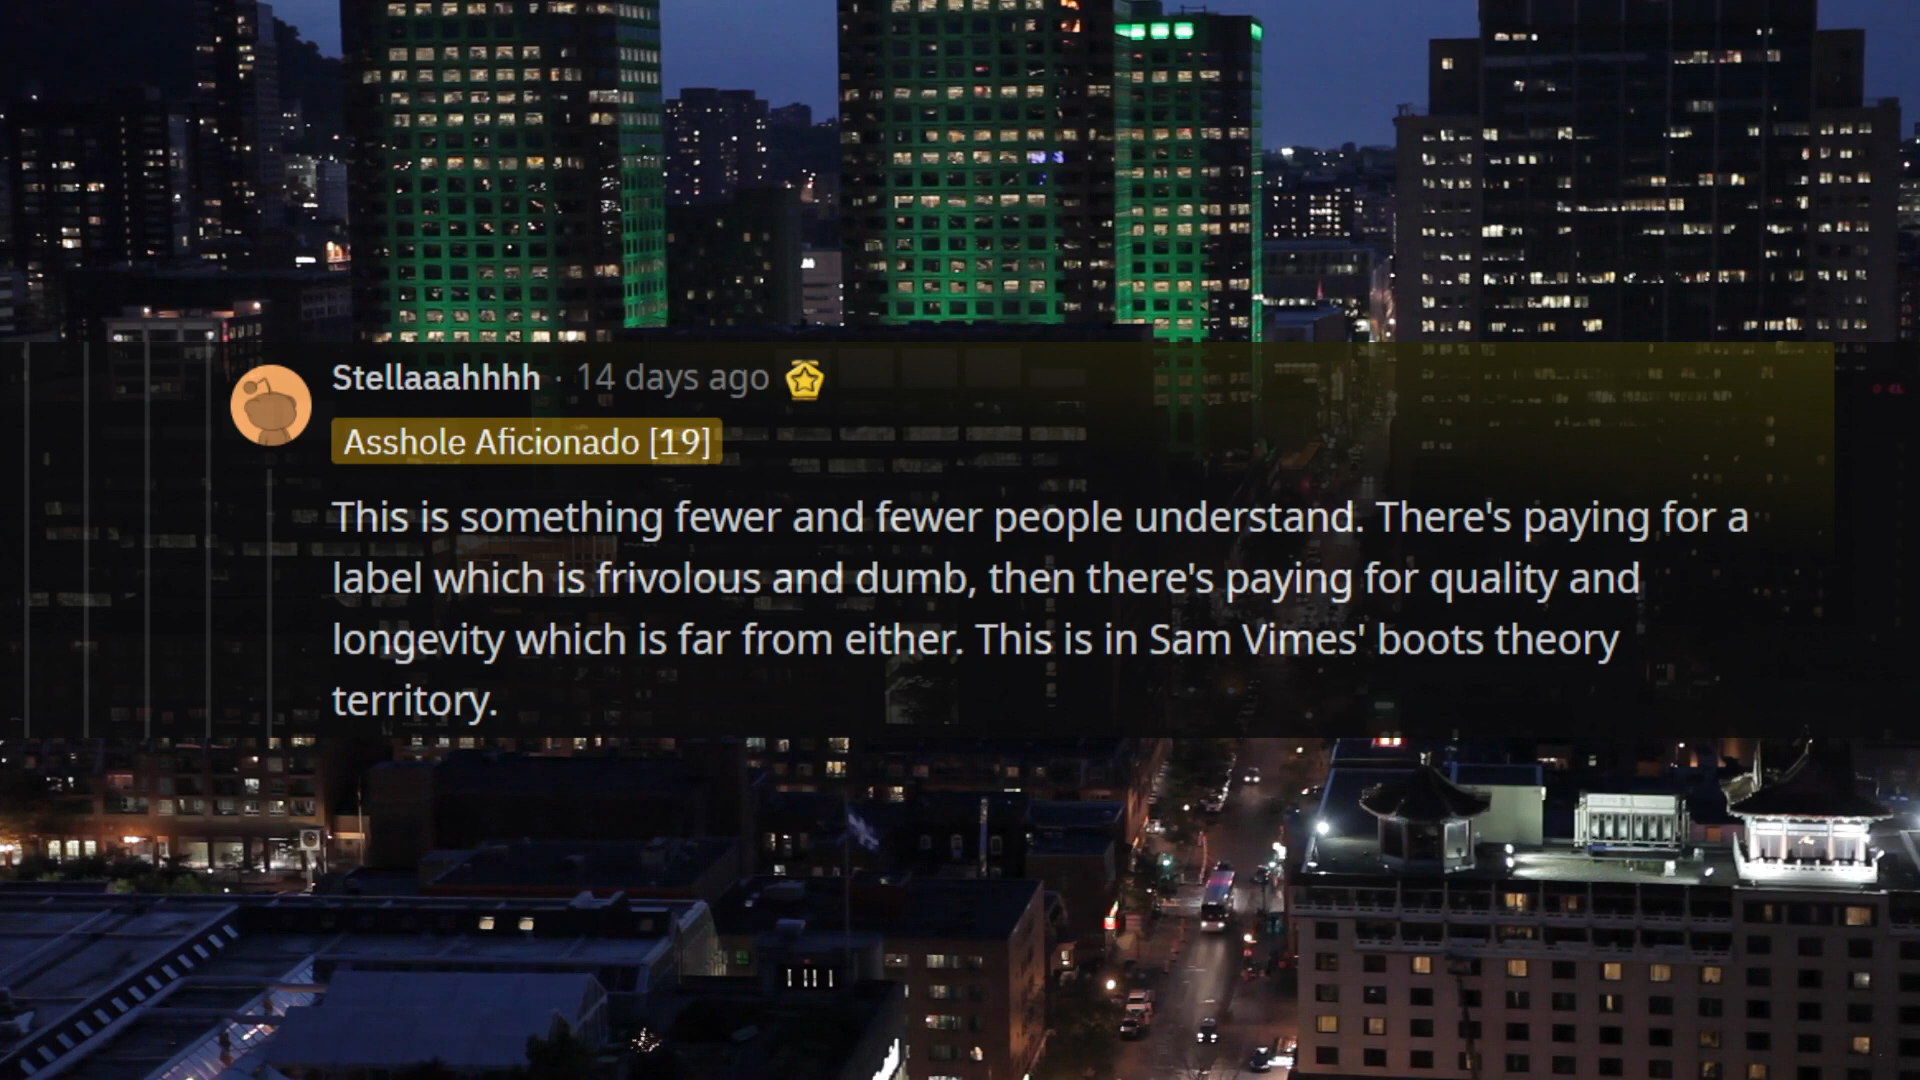 Stellaaahhhh · 14 days ago
Asshole Aficionado [19]
This is something fewer and fewer people understand. There's paying for a
label which is frivolous and dumb, then there's paying for quality and
longevity which is far from either. This is in Sam Vimes' boots theory
territory.